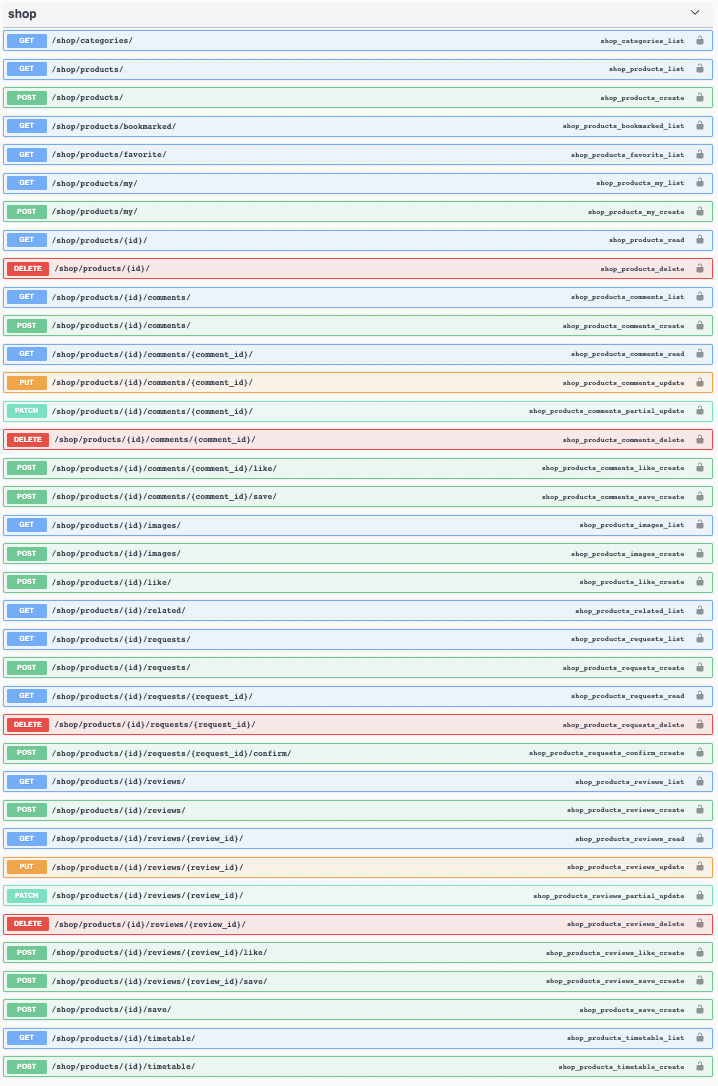 shop
GET /shop/categories/ shop_categories_list
GET /shop/products/ shop_products_list
POST /shop/products/ shop_products_create
GET /shop/products/bookmarked/ shop_products_bookmarked_list
GET /shop/products/favorite/ shop_products_favorite_list
GET /shop/products/my/ shop_products_my_list
POST /shop/products/my/ shop_products_my_create
GET /shop/products/{id}/ shop_products_read
DELETE /shop/products/{id}/ shop_products_delete
GET /shop/products/{id}/comments/ shop_products_comments_list
POST /shop/products/{id}/comments/ shop_products_comments_create
GET /shop/products/{id}/comments/{comment_id}/ shop_products_comments_read
PUT /shop/products/{id}/comments/{comment_id}/ shop_products_comments_update
PATCH /shop/products/{id}/comments/{comment_id}/ shop_products_comments_partial_update
DELETE /shop/products/{id}/comments/{comment_id}/ shop_products_comments_delete
POST /shop/products/{id}/comments/{comment_id}/like/ shop_products_comments_like_create
POST /shop/products/{id}/comments/{comment_id}/save/ shop_products_comments_save_create
GET /shop/products/{id}/images/ shop_products_images_list
POST /shop/products/{id}/images/ shop_products_images_create
POST /shop/products/{id}/like/ shop_products_like_create
GET /shop/products/{id}/related/ shop_products_related_list
GET /shop/products/{id}/requests/ shop_products_requests_list
POST /shop/products/{id}/requests/ shop_products_requests_create
GET /shop/products/{id}/requests/{request_id}/ shop_products_requests_read
DELETE /shop/products/{id}/requests/{request_id}/ shop_products_requests_delete
POST /shop/products/{id}/requests/{request_id}/confirm/ shop_products_requests_confirm_create
GET /shop/products/{id}/reviews/ shop_products_reviews_list
POST /shop/products/{id}/reviews/ shop_products_reviews_create
GET /shop/products/{id}/reviews/{review_id}/ shop_products_reviews_read
PUT /shop/products/{id}/reviews/{review_id}/ shop_products_reviews_update
PATCH /shop/products/{id}/reviews/{review_id}/ shop_products_reviews_partial_update
DELETE /shop/products/{id}/reviews/{review_id}/ shop_products_reviews_delete
POST /shop/products/{id}/reviews/{review_id}/like/ shop_products_reviews_like_create
POST /shop/products/{id}/reviews/{review_id}/save/ shop_products_reviews_save_create
POST /shop/products/{id}/save/ shop_products_save_create
GET /shop/products/{id}/timetable/ shop_products_timetable_list
POST /shop/products/{id}/timetable/ shop_products_timetable_create